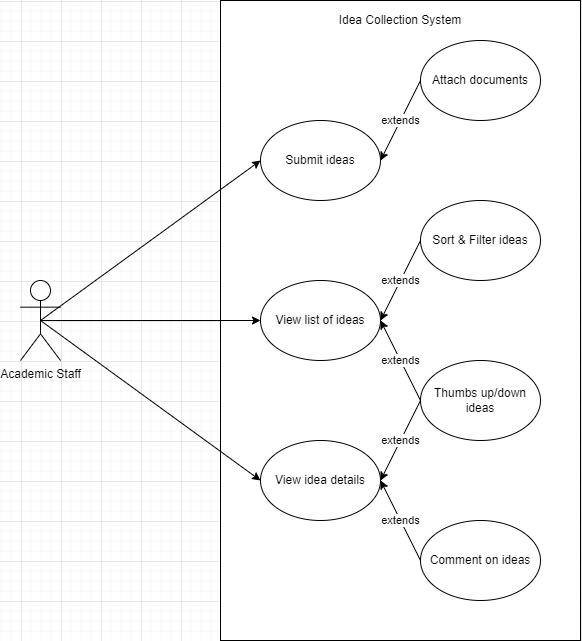 Idea Collection System
Attach documents
extends
Submit ideas
Sort & Filter ideas
extends
View list of ideas
extends
Academic Staff
Thumbs up/down
ideas
extends
View idea details
extends
Comment on ideas